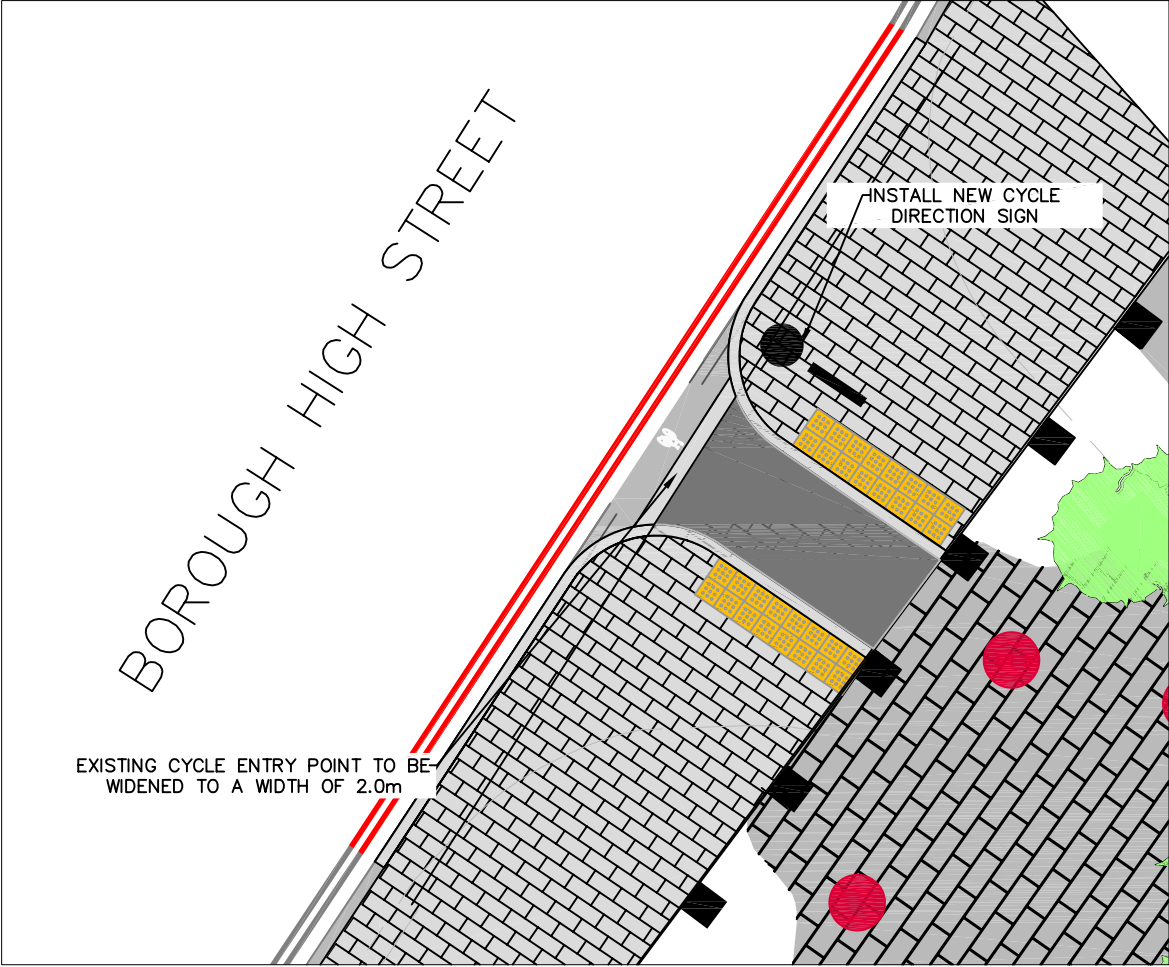 BOROUGH HIGH STREET
INSTALL NEW CYCLE
DIRECTION SIGN
EXISTING CYCLE ENTRY POINT TO BE
WIDENED TO A WIDTH OF 2.0m